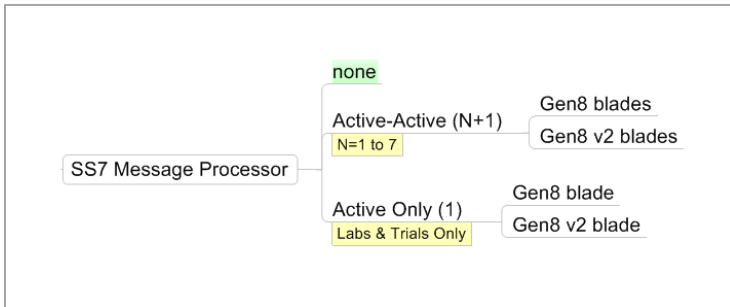 none
Gen8 blades
Active-Active (N+1)
N=1 to 7
Gen8 v2 blades
SS7 Message Processor
Gen8 blade
Active Only (1)
Labs & Trials Only
Gen8 v2 blade